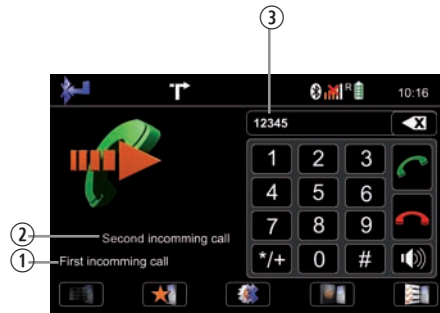 3
R
10:16
12345
1 2 3
4 5 6
7 8 9
*/+ 0 #
2
Second incomming call
1
First incomming call